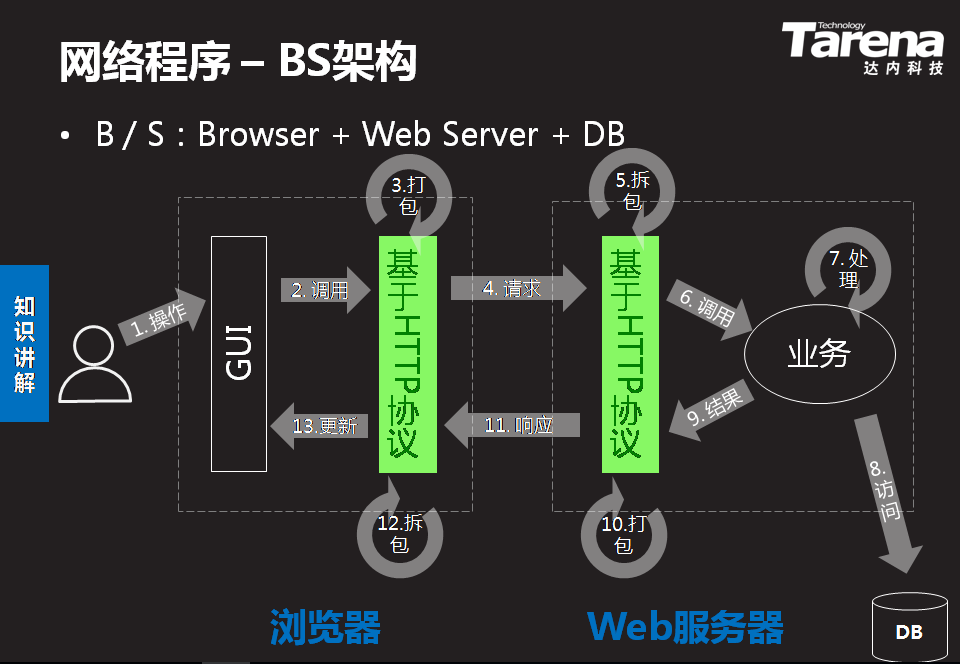 Technology
Tarena
达内科技
网络程序 – BS架构
• B / S：Browser + Web Server + DB
3.打
包
5.拆
包
7. 处
理
知识讲解
1. 操作
GUI
2. 调用
基于HTTP协议
4. 请求
基于HTTP协议
6. 调用
业务
9. 结果
13.更新
11. 响应
8. 访问
12.拆
包
10.打
包
浏览器
Web服务器
DB